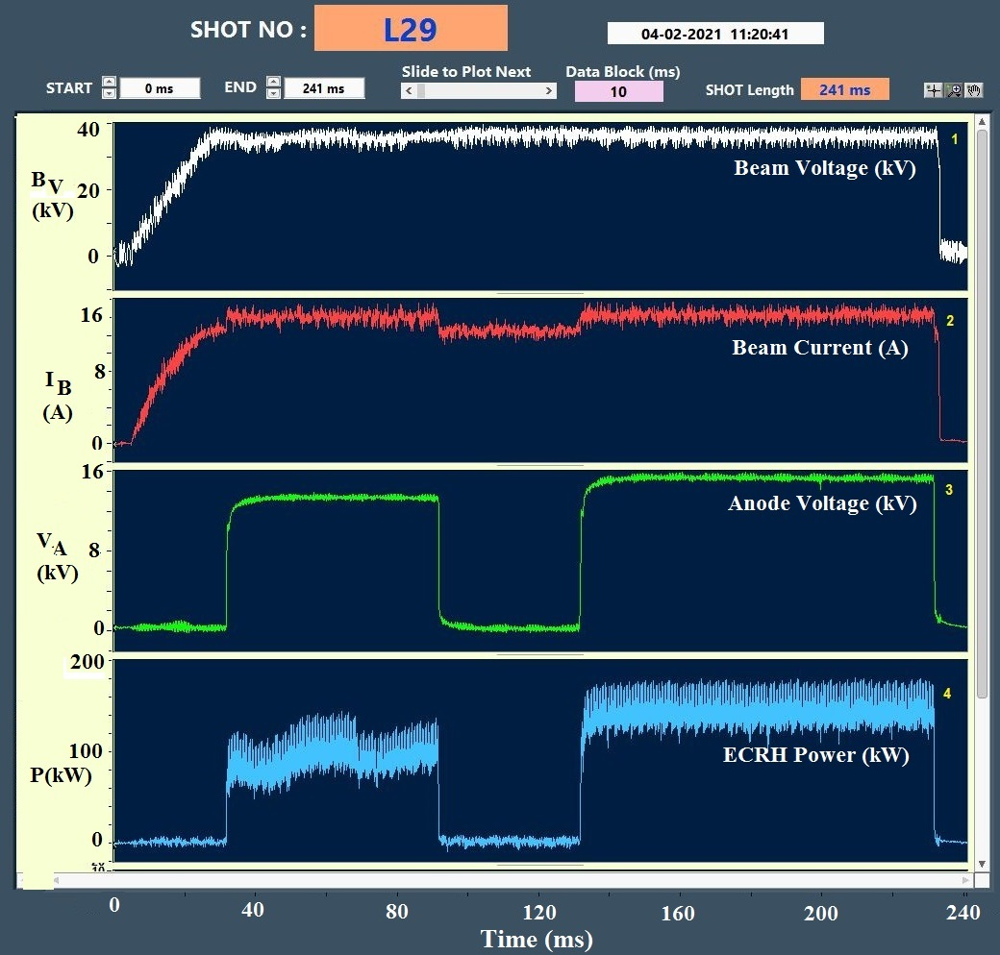 SHOT NO : L29
04-02-2021 11:20:41
START 0 ms END 241 ms Slide to Plot Next Data Block (ms) 10 SHOT Length 241 ms
40
20
0
B V
(kV)
1
Beam Voltage (kV)
16
8
0
I B
(A)
2
Beam Current (A)
16
8
0
V A
(kV)
3
Anode Voltage (kV)
200
100
0
P(kW)
4
ECRH Power (kW)
0 40 80 120 160 200 240
Time (ms)